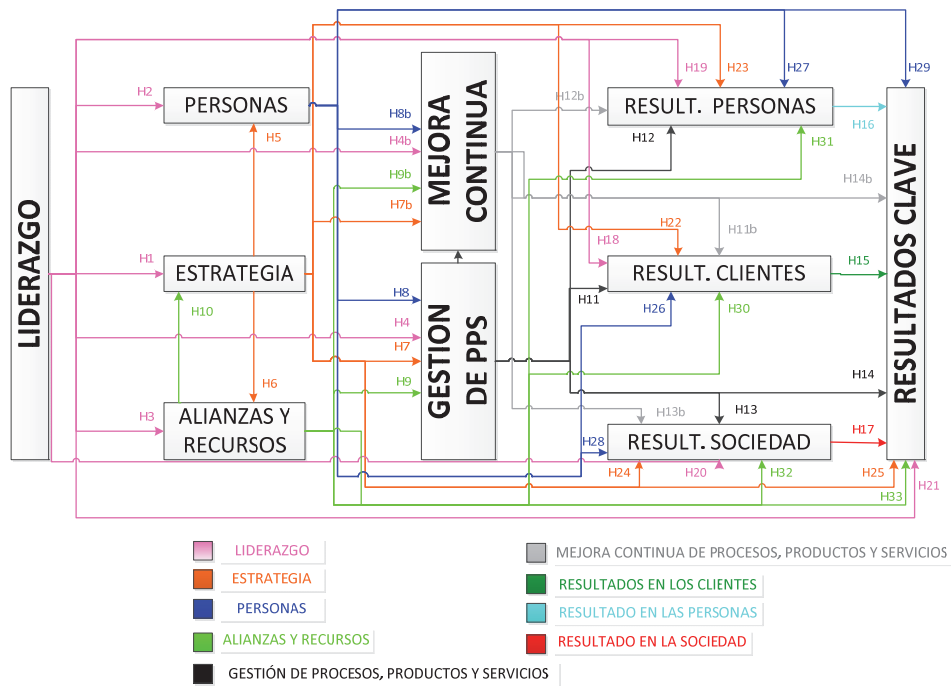 H19
H23
H27
H29
H2
PERSONAS
H5
H8b
H4b
H9b
H7b
MEJORA
CONTINUA
H12b
RESULT. PERSONAS
H12
H16
H31
H14b
H11b
LIDERAZGO
H1
ESTRATEGIA
H10
H6
H8
H4
H7
H9
GESTION
DE PPS
H22
H18
RESULT. CLIENTES
H11
H26
H30
H15
RESULTADOS CLAVE
H14
H3
ALIANZAS Y
RECURSOS
H13b
H13
H28
RESULT. SOCIEDAD
H17
H24
H20
H32
H25
H33
H21
LIDERAZGO
ESTRATEGIA
PERSONAS
ALIANZAS Y RECURSOS
GESTIÓN DE PROCESOS, PRODUCTOS Y SERVICIOS
MEJORA CONTINUA DE PROCESOS, PRODUCTOS Y SERVICIOS
RESULTADOS EN LOS CLIENTES
RESULTADO EN LAS PERSONAS
RESULTADO EN LA SOCIEDAD